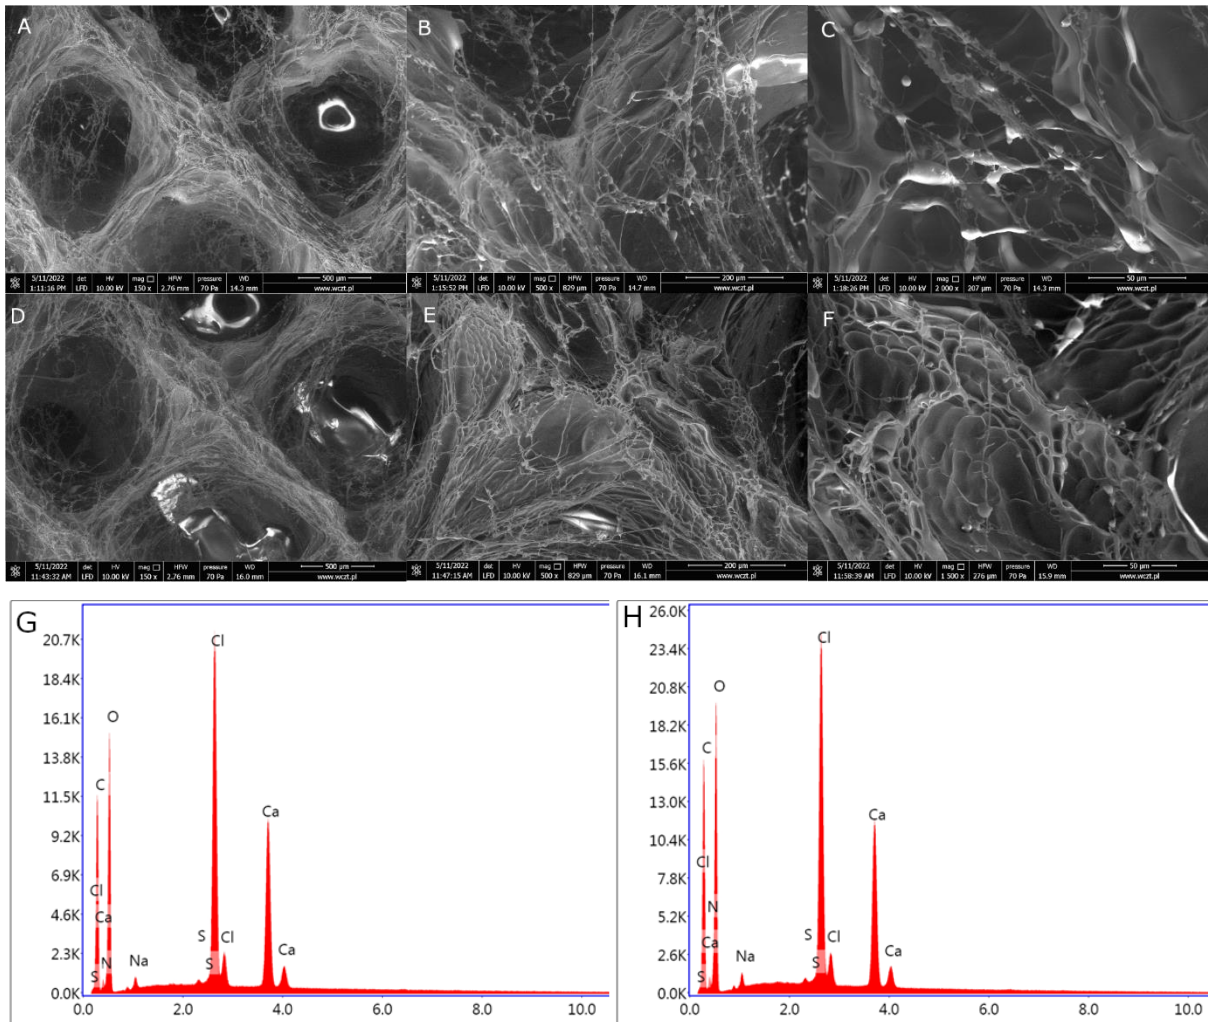 A
B
C
5/11/2022 det HV mag HFW pressure WD 500 µm
1:11:16 PM LFD 10.00 kV 150 x 2.76 mm 70 Pa 14.3 mm www.wczt.pl
5/11/2022 det HV mag HFW pressure WD 200 µm
1:15:52 PM LFD 10.00 kV 500 x 829 µm 70 Pa 14.7 mm www.wczt.pl
5/11/2022 det HV mag HFW pressure WD 50 µm
1:18:26 PM LFD 10.00 kV 2 000 x 207 µm 70 Pa 14.3 mm www.wczt.pl
D
E
F
5/11/2022 det HV mag HFW pressure WD 500 µm
11:43:32 AM LFD 10.00 kV 150 x 2.76 mm 70 Pa 16.0 mm www.wczt.pl
5/11/2022 det HV mag HFW pressure WD 200 µm
11:47:15 AM LFD 10.00 kV 500 x 829 µm 70 Pa 16.1 mm www.wczt.pl
5/11/2022 det HV mag HFW pressure WD 50 µm
11:58:39 AM LFD 10.00 kV 1 500 x 276 µm 70 Pa 15.9 mm www.wczt.pl
G
20.7K
18.4K
16.1K
13.8K
11.5K
9.2K
6.9K
4.6K
2.3K
0.0K
Cl
O
C
Ca
Cl
Ca
S
Cl
Ca
S
N
S
Na
0.0 2.0 4.0 6.0 8.0 10.0
H
26.0K
23.4K
20.8K
18.2K
15.6K
13.0K
10.4K
7.8K
5.2K
2.6K
0.0K
Cl
O
C
Ca
Cl
N
S
Cl
Ca
Ca
S
S
Na
0.0 2.0 4.0 6.0 8.0 10.0